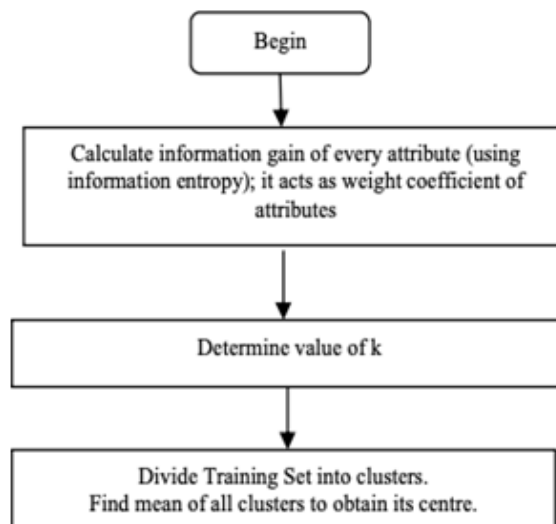 Begin
Calculate information gain of every attribute (using
information entropy); it acts as weight coefficient of
attributes
Determine value of k
Divide Training Set into clusters.
Find mean of all clusters to obtain its centre.